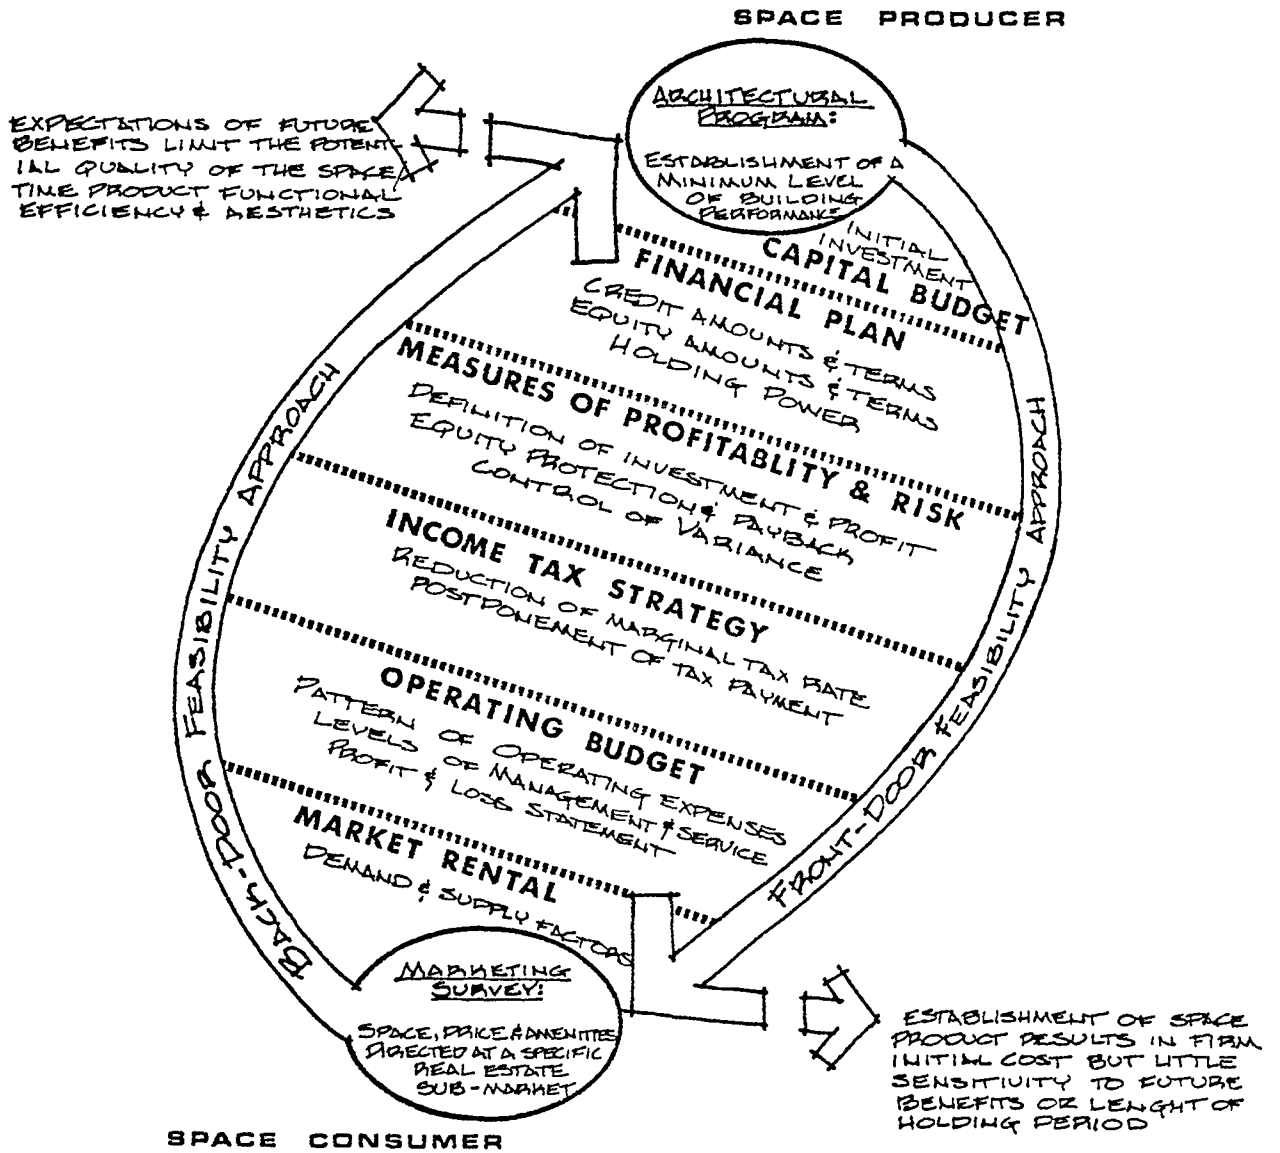 SPACE PRODUCER
ARCHITECTURAL
PROGRAM:
ESTABLISHMENT OF A
MINIMUM LEVEL
OF BUILDING
PERFORMANCE
EXPECTATIONS OF FUTURE
BENEFITS LIMIT THE POTENT-
IAL QUALITY OF THE SPACE
TIME PRODUCT FUNCTIONAL
EFFICIENCY & AESTHETICS
INITIAL
INVESTMENT
CAPITAL BUDGET
FINANCIAL PLAN
CREDIT AMOUNTS & TERMS
EQUITY AMOUNTS & TERMS
HOLDING POWER
MEASURES OF PROFITABLITY & RISK
DEFINITION OF INVESTMENT & PROFIT
EQUITY PROTECTION & PAYBACK
CONTROL OF VARIANCE
INCOME TAX STRATEGY
REDUCTION OF MARGINAL TAX RATE
POSTPONEMENT OF TAX PAYMENT
OPERATING BUDGET
PATTERN OF OPERATING EXPENSES
LEVELS OF MANAGEMENT & SERVICE
PROFIT & LOSS STATEMENT
MARKET RENTAL
DEMAND & SUPPLY FACTORS
BACK-DOOR FEASIBILITY APPROACH
FRONT-DOOR FEASIBILITY APPROACH
MARKETING
SURVEY:
SPACE, PRICE & AMENITIES
DIRECTED AT A SPECIFIC
REAL ESTATE
SUB-MARKET
ESTABLISHMENT OF SPACE
PRODUCT RESULTS IN FIRM
INITIAL COST BUT LITTLE
SENSITIVITY TO FUTURE
BENEFITS OR LENGHT OF
HOLDING PERIOD
SPACE CONSUMER